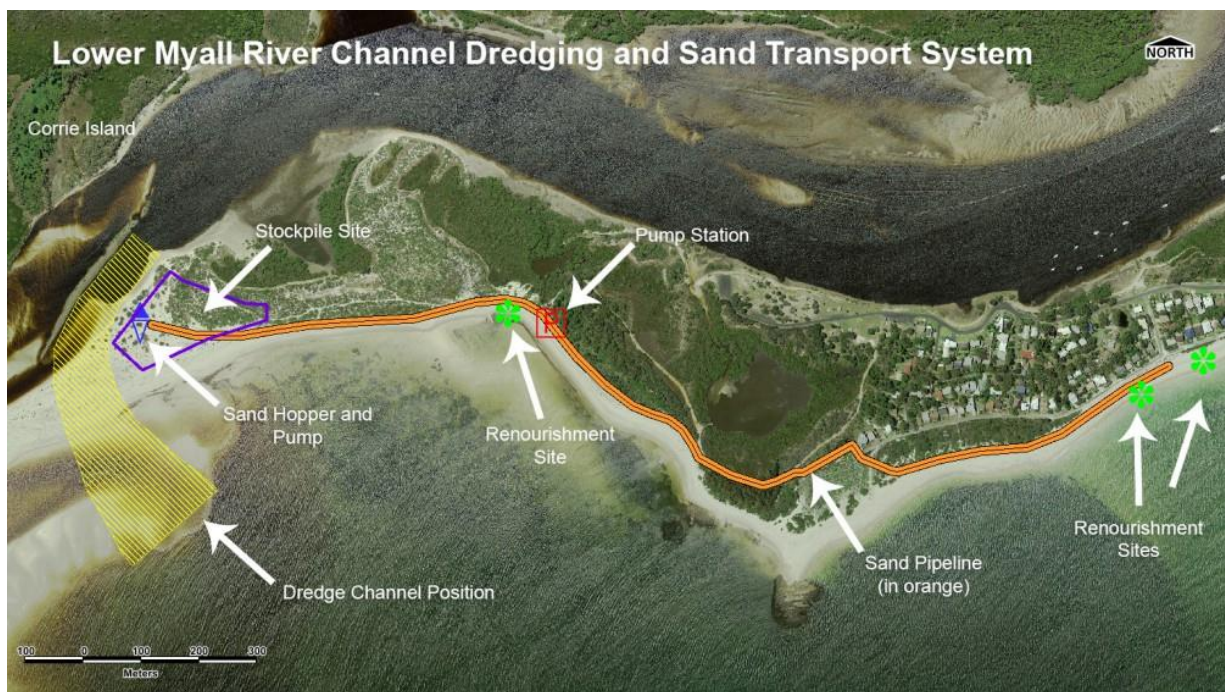 Lower Myall River Channel Dredging and Sand Transport System
NORTH
Corrie Island
Stockpile Site
Pump Station
Sand Hopper and
Pump
Renourishment
Site
Dredge Channel Position
Sand Pipeline
(in orange)
Renourishment
Sites
100 0 100 200 300
Meters